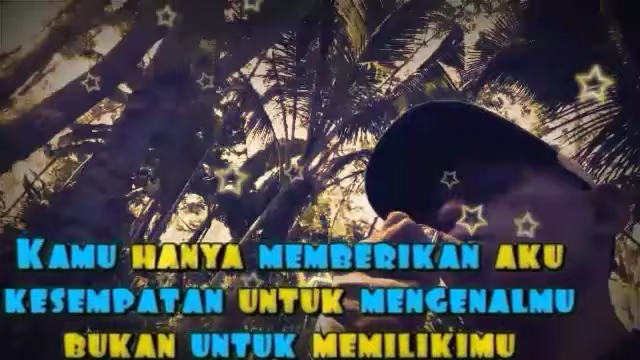 Kamu hanya memberikan aku
kesempatan untuk mengenalmu
bukan untuk memilikimu